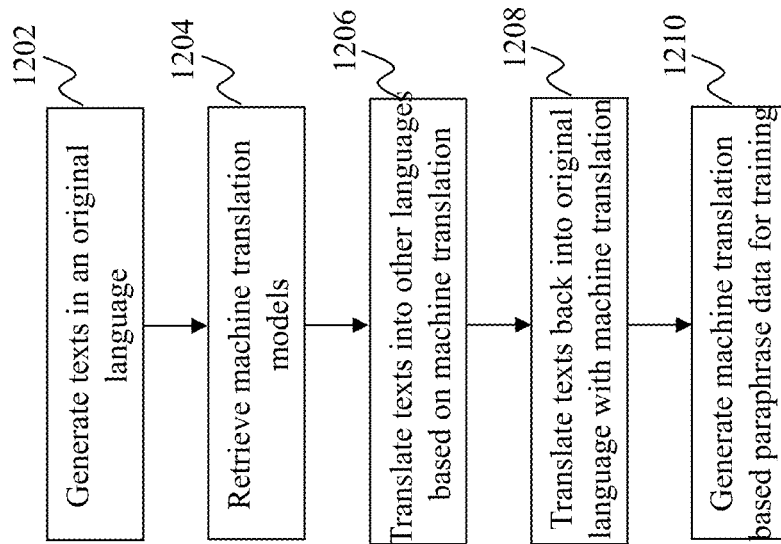 1202
Generate texts in an original
language
1204
Retrieve machine translation
models
1206
Translate texts into other languages
based on machine translation
1208
Translate texts back into original
language with machine translation
1210
Generate machine translation
based paraphrase data for training